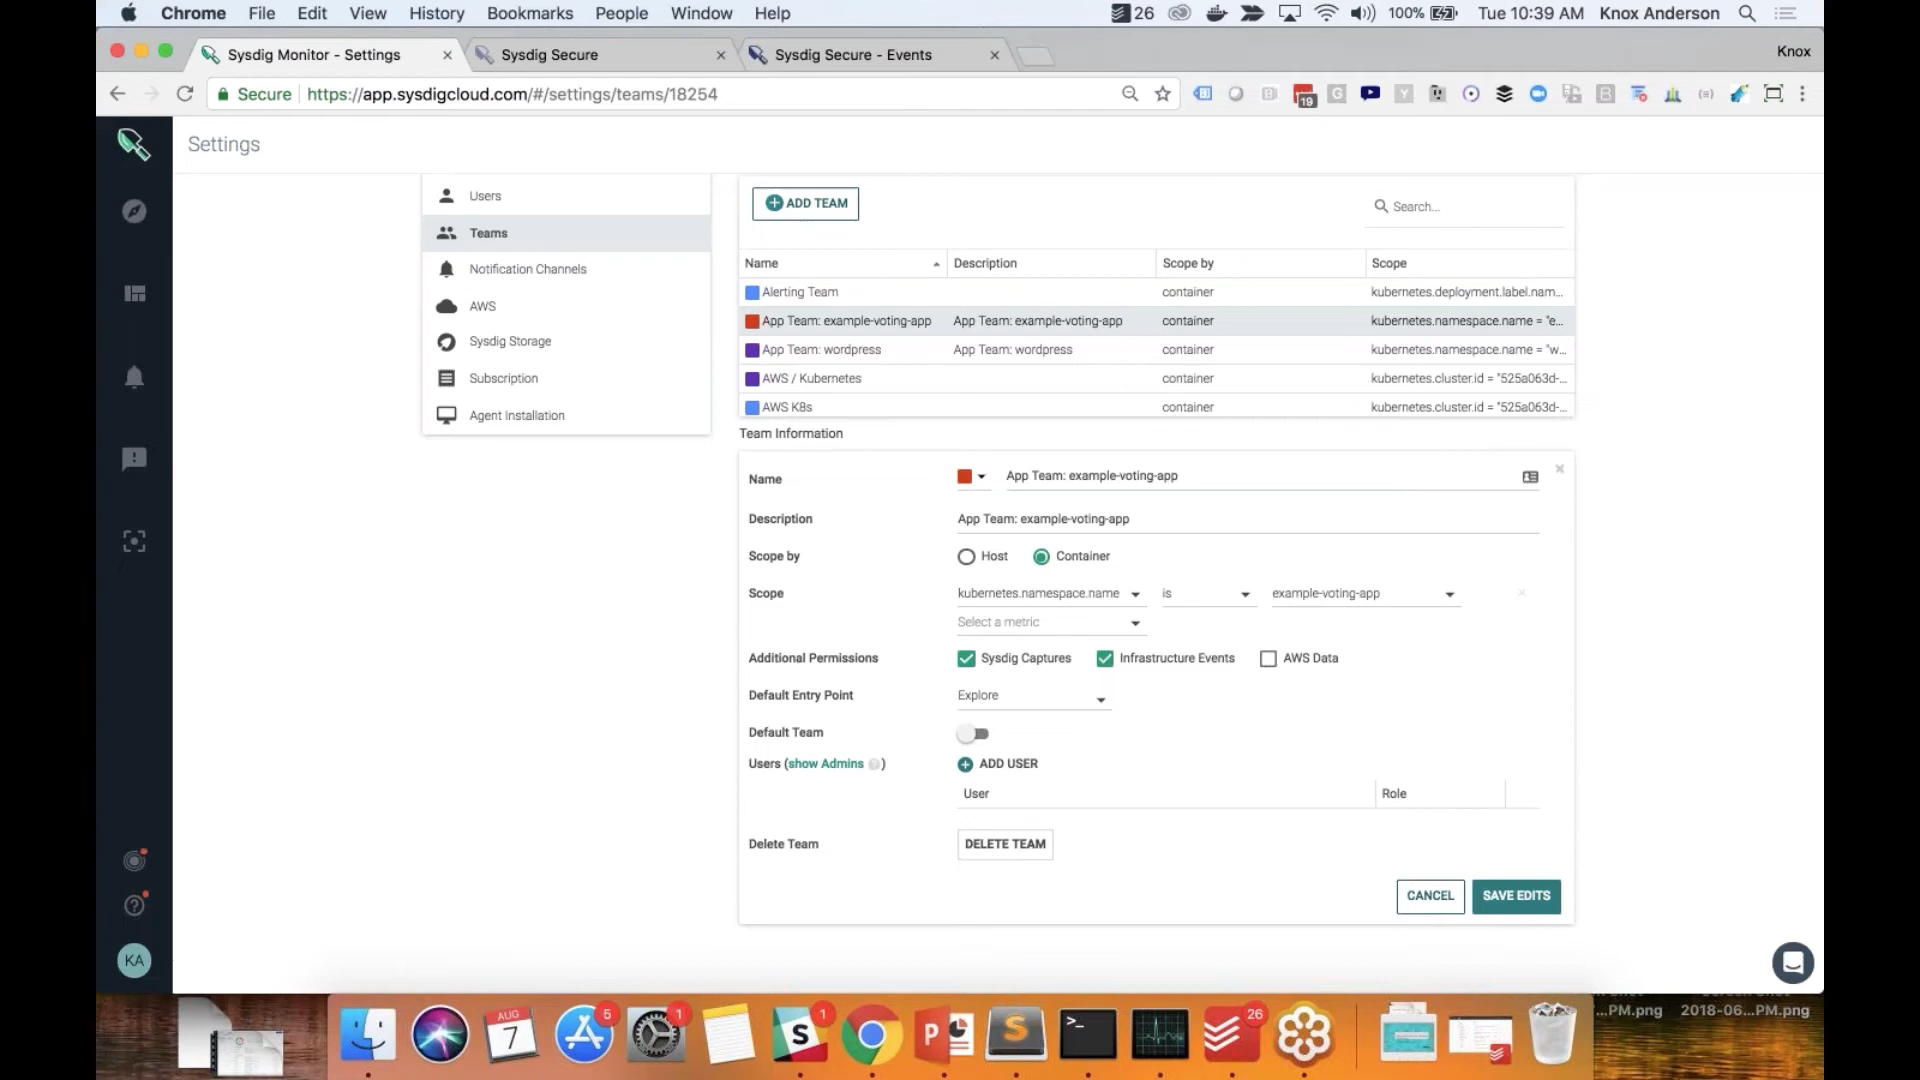 Chrome File Edit View History Bookmarks People Window Help 26 100% Tue 10:39 AM Knox Anderson
Sysdig Monitor - Settings Sysdig Secure Sysdig Secure - Events Knox
Secure https://app.sysdigcloud.com/#/settings/teams/18254 19
Settings
Users
Teams
Notification Channels
AWS
Sysdig Storage
Subscription
Agent Installation
ADD TEAM Search...
Name Description Scope by Scope
Alerting Team container kubernetes.deployment.label.nam...
App Team: example-voting-app App Team: example-voting-app container kubernetes.namespace.name = "e...
App Team: wordpress App Team: wordpress container kubernetes.namespace.name = "w...
AWS / Kubernetes container kubernetes.cluster.id = "525a063d-...
AWS K8s container kubernetes.cluster.id = "525a063d-...
Team Information
Name App Team: example-voting-app
Description App Team: example-voting-app
Scope by Host Container
Scope kubernetes.namespace.name is example-voting-app
Select a metric
Additional Permissions Sysdig Captures Infrastructure Events AWS Data
Default Entry Point Explore
Default Team
Users (show Admins ) ADD USER
User Role
Delete Team DELETE TEAM
CANCEL SAVE EDITS
KA
...PM.png 2018-06...PM.png
AUG
7
5
1
1
26